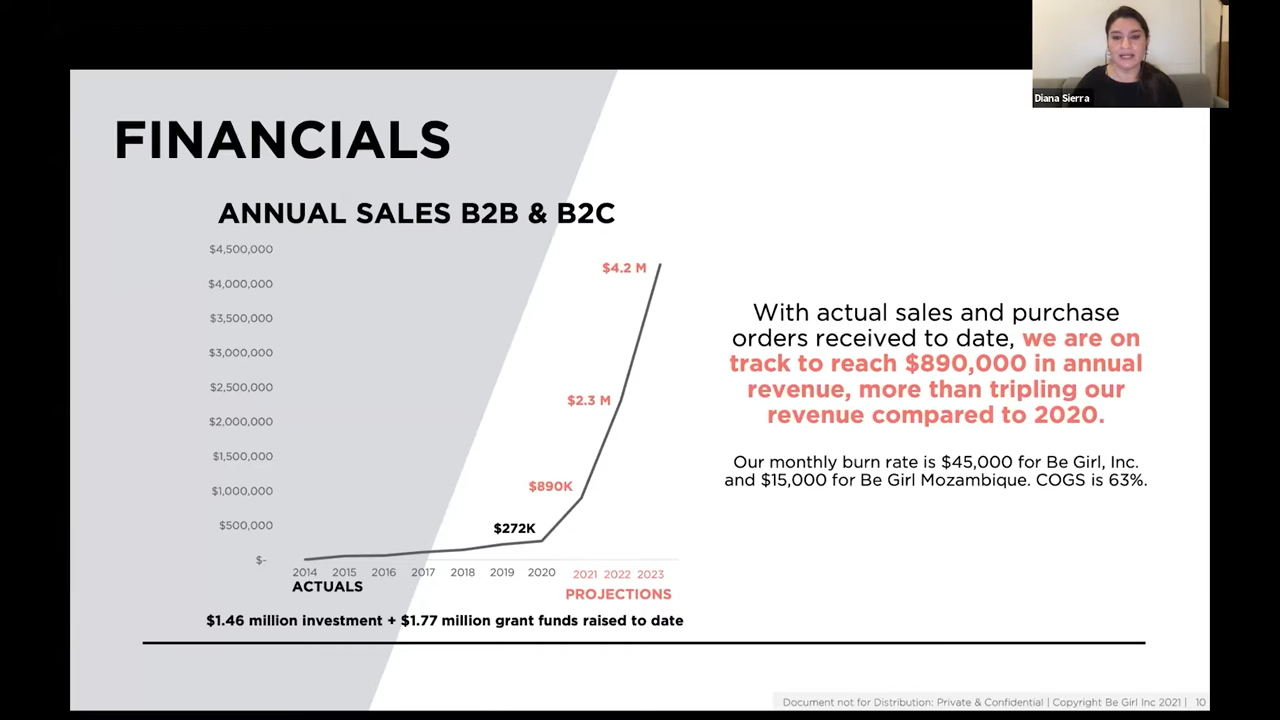 Diana Sierra
FINANCIALS
ANNUAL SALES B2B & B2C
$4,500,000
$4,000,000
$3,500,000
$3,000,000
$2,500,000
$2,000,000
$1,500,000
$1,000,000
$500,000
$-
$4.2 M
$2.3 M
$890K
$272K
2014 2015 2016 2017 2018 2019 2020 2021 2022 2023
ACTUALS
PROJECTIONS
$1.46 million investment + $1.77 million grant funds raised to date
With actual sales and purchase
orders received to date, we are on
track to reach $890,000 in annual
revenue, more than tripling our
revenue compared to 2020.
Our monthly burn rate is $45,000 for Be Girl, Inc.
and $15,000 for Be Girl Mozambique. COGS is 63%.
Document not for Distribution: Private & Confidential | Copyright Be Girl Inc 2021 | 10